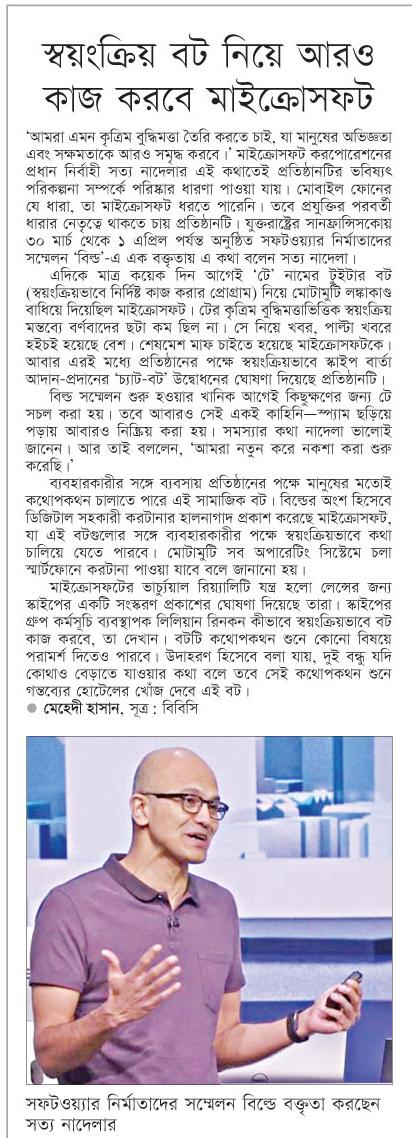 স্বয়ংক্রিয় বট নিয়ে আরও
কাজ করবে মাইক্রোসফট
‘আমরা এমন কৃত্রিম বুদ্ধিমত্তা তৈরি করতে চাই, যা মানুষের অভিজ্ঞতা
এবং সক্ষমতাকে আরও সমৃদ্ধ করবে।’ মাইক্রোসফট করপোরেশনের
প্রধান নির্বাহী সত্য নাদেলার এই কথাতেই প্রতিষ্ঠানটির ভবিষ্যৎ
পরিকল্পনা সম্পর্কে পরিষ্কার ধারণা পাওয়া যায়। মোবাইল ফোনের
যে ধারা, তা মাইক্রোসফট ধরতে পারেনি। তবে প্রযুক্তির পরবর্তী
ধারার নেতৃত্বে থাকতে চায় প্রতিষ্ঠানটি। যুক্তরাষ্ট্রের সানফ্রান্সিসকোয়
৩০ মার্চ থেকে ১ এপ্রিল পর্যন্ত অনুষ্ঠিত সফটওয়্যার নির্মাতাদের
সম্মেলন ‘বিল্ড’-এ এক বক্তৃতায় এ কথা বলেন সত্য নাদেলা।
এদিকে মাত্র কয়েক দিন আগেই ‘টে’ নামের টুইটার বট
(স্বয়ংক্রিয়ভাবে নির্দিষ্ট কাজ করার প্রোগ্রাম) নিয়ে মোটামুটি লঙ্কাকাণ্ড
বাধিয়ে দিয়েছিল মাইক্রোসফট। টের কৃত্রিম বুদ্ধিমত্তাভিত্তিক স্বয়ংক্রিয়
মন্তব্যে বর্ণবাদের ছটা কম ছিল না। সে নিয়ে খবর, পাল্টা খবরে
হইচই হয়েছে বেশ। শেষমেশ মাফ চাইতে হয়েছে মাইক্রোসফটকে।
আবার এরই মধ্যে প্রতিষ্ঠানের পক্ষে স্বয়ংক্রিয়ভাবে স্কাইপ বার্তা
আদান-প্রদানের ‘চ্যাট-বট’ উদ্বোধনের ঘোষণা দিয়েছে প্রতিষ্ঠানটি।
বিল্ড সম্মেলন শুরু হওয়ার খানিক আগেই কিছুক্ষণের জন্য টে
সচল করা হয়। তবে আবারও সেই একই কাহিনি—স্প্যাম ছড়িয়ে
পড়ায় আবারও নিষ্ক্রিয় করা হয়। সমস্যার কথা নাদেলা ভালোই
জানেন। আর তাই বললেন, ‘আমরা নতুন করে নকশা করা শুরু
করেছি।’
ব্যবহারকারীর সঙ্গে ব্যবসায় প্রতিষ্ঠানের পক্ষে মানুষের মতোই
কথোপকথন চালাতে পারে এই সামাজিক বট। বিল্ডের অংশ হিসেবে
ডিজিটাল সহকারী করটানার হালনাগাদ প্রকাশ করেছে মাইক্রোসফট,
যা এই বটগুলোর সঙ্গে ব্যবহারকারীর পক্ষে স্বয়ংক্রিয়ভাবে কথা
চালিয়ে যেতে পারবে। মোটামুটি সব অপারেটিং সিস্টেমে চলা
স্মার্টফোনে করটানা পাওয়া যাবে বলে জানানো হয়।
মাইক্রোসফটের ভার্চ্যুয়াল রিয়্যালিটি যন্ত্র হলো লেন্সের জন্য
স্কাইপের একটি সংস্করণ প্রকাশের ঘোষণা দিয়েছে তারা। স্কাইপের
গ্রুপ কর্মসূচি ব্যবস্থাপক লিলিয়ান রিনকন কীভাবে স্বয়ংক্রিয়ভাবে বট
কাজ করবে, তা দেখান। বটটি কথোপকথন শুনে কোনো বিষয়ে
পরামর্শ দিতেও পারবে। উদাহরণ হিসেবে বলা যায়, দুই বন্ধু যদি
কোথাও বেড়াতে যাওয়ার কথা বলে তবে সেই কথোপকথন শুনে
গন্তব্যের হোটেলের খোঁজ দেবে এই বট।
● মেহেদী হাসান, সূত্র : বিবিসি
সফটওয়্যার নির্মাতাদের সম্মেলন বিল্ডে বক্তৃতা করছেন
সত্য নাদেলার